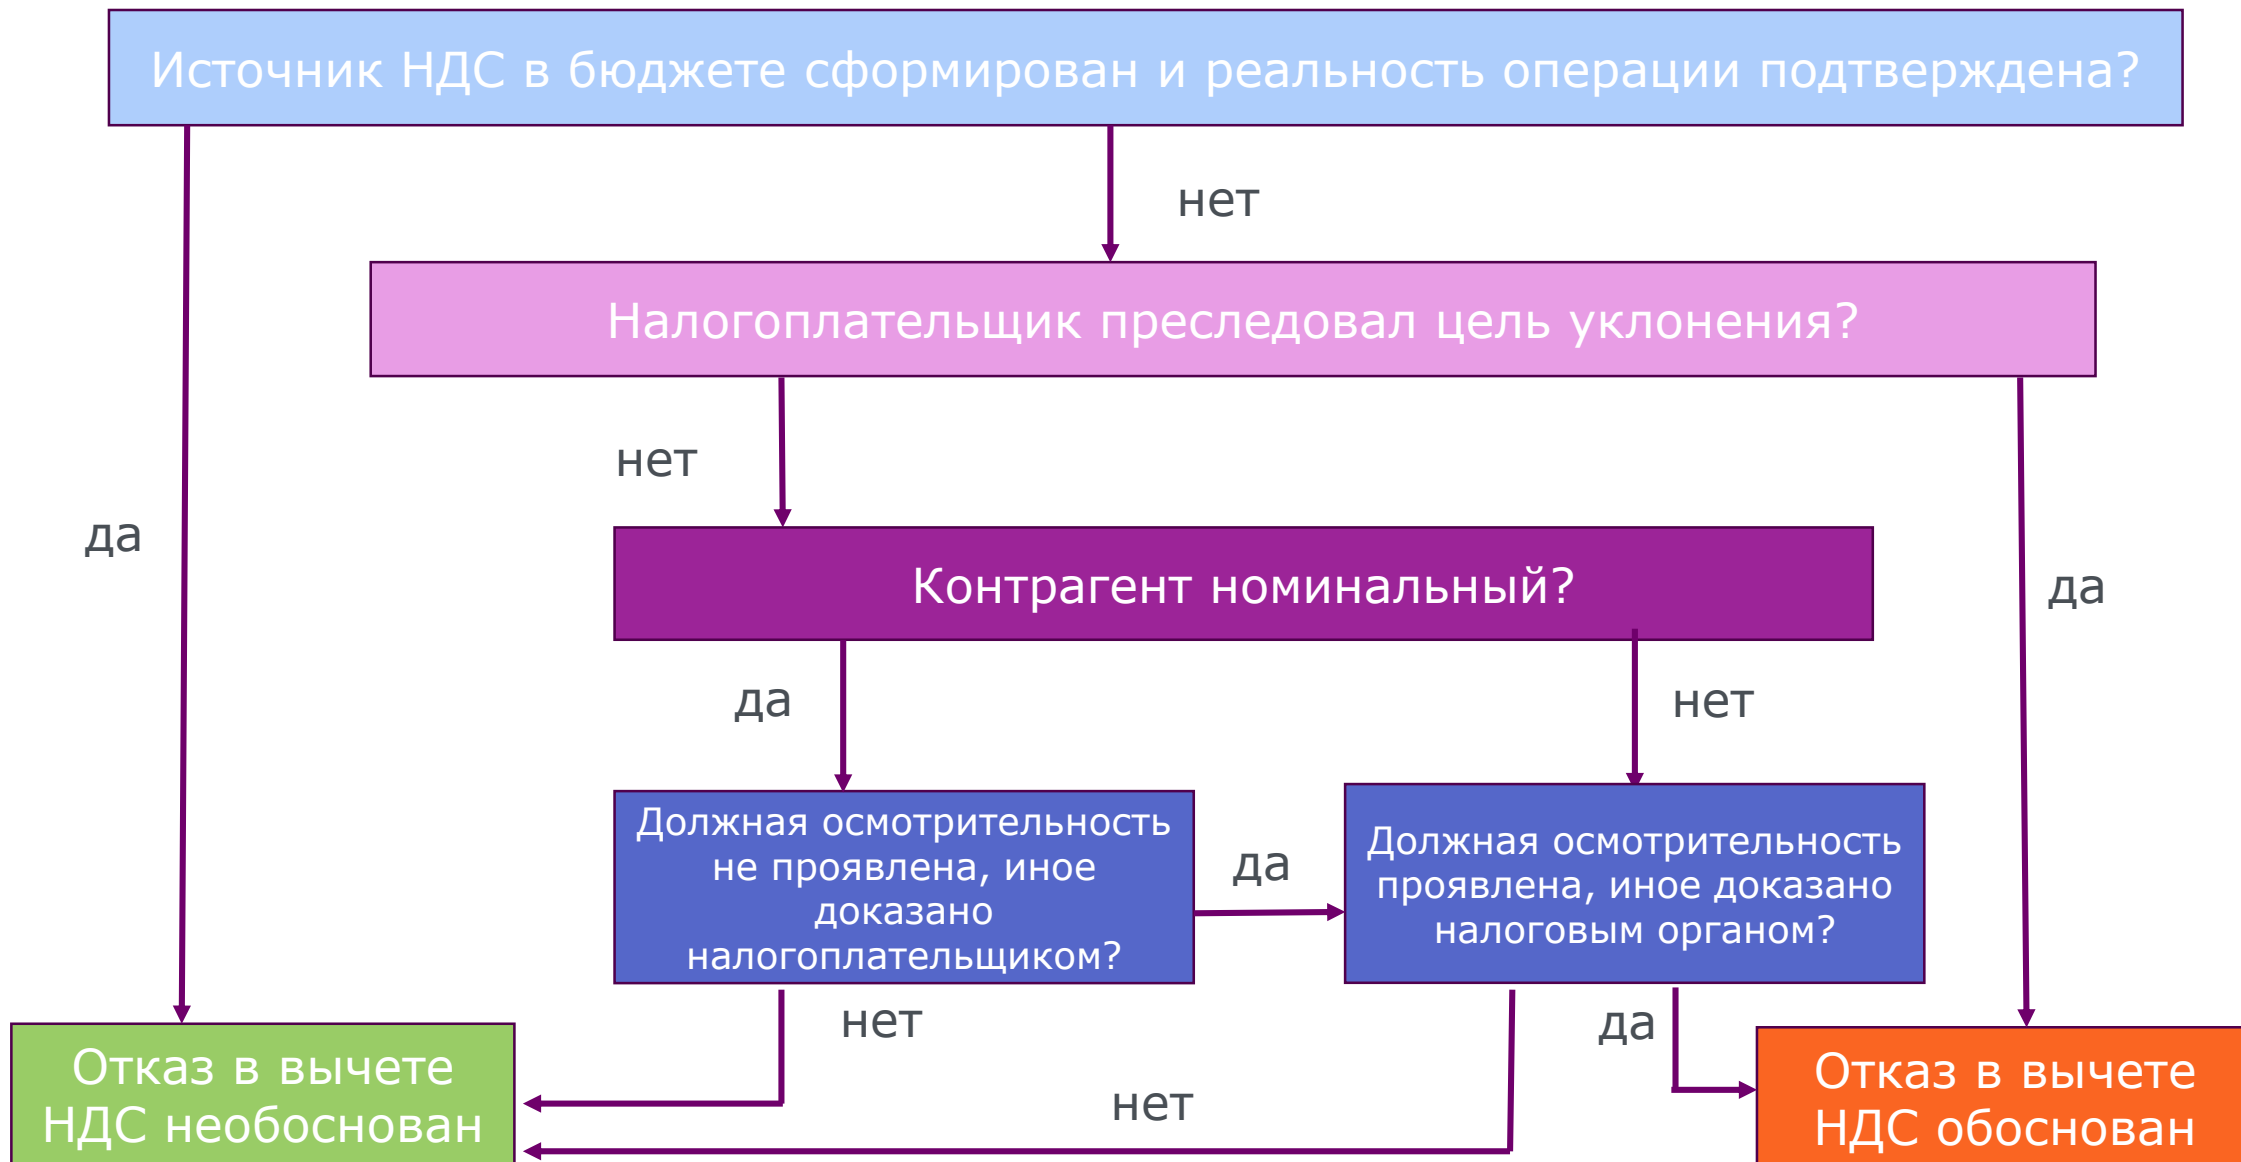 Источник НДС в бюджете сформирован и реальность операции подтверждена?
нет
Налогоплательщик преследовал цель уклонения?
нет
да
Контрагент номинальный?
да
да
нет
Должная осмотрительность
не проявлена, иное
доказано
налогоплательщиком?
да
Должная осмотрительность
проявлена, иное доказано
налоговым органом?
нет
да
нет
Отказ в вычете
НДС необоснован
Отказ в вычете
НДС обоснован